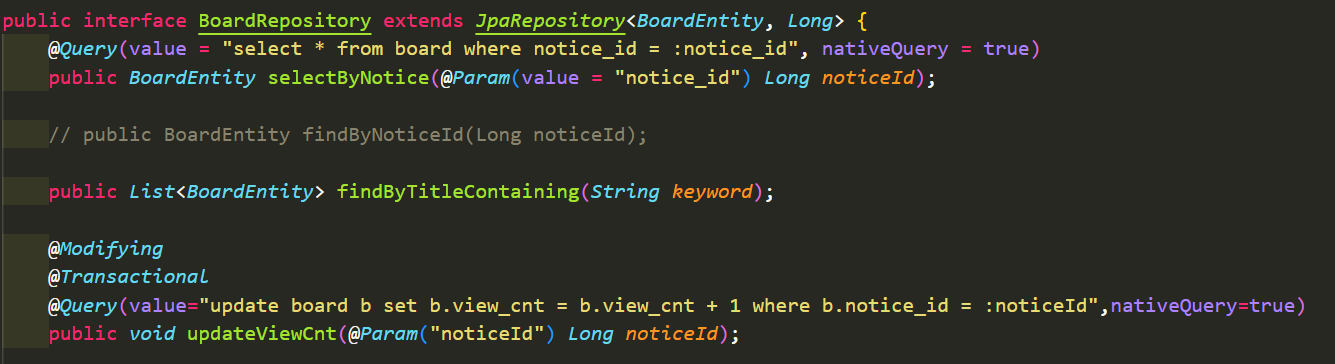 public interface BoardRepository extends JpaRepository<BoardEntity, Long> {
@Query(value = "select * from board where notice_id = :notice_id", nativeQuery = true)
public BoardEntity selectByNotice(@Param(value = "notice_id") Long noticeId);
// public BoardEntity findByNoticeId(Long noticeId);
public List<BoardEntity> findByTitleContaining(String keyword);
@Modifying
@Transactional
@Query(value="update board b set b.view_cnt = b.view_cnt + 1 where b.notice_id = :noticeId",nativeQuery=true)
public void updateViewCnt(@Param("noticeId") Long noticeId);